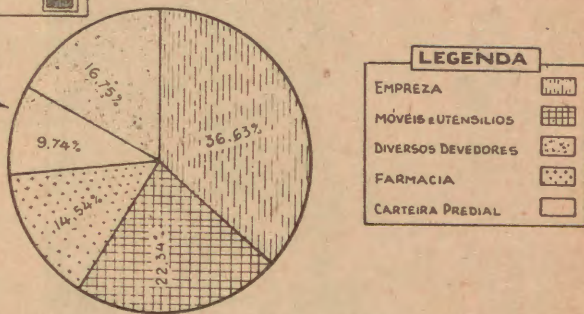 16.75%
36.63%
9.74%
14.54%
22.34%
LEGENDA
EMPREZA
MÓVEIS E UTENSILIOS
DIVERSOS DEVEDORES
FARMACIA
CARTEIRA PREDIAL